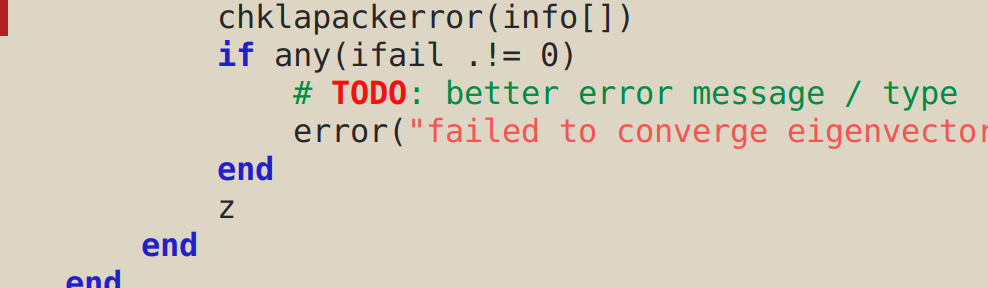 chklapackerror(info[])
if any(ifail .!= 0)
# TODO: better error message / type
error("failed to converge eigenvector
end
z
end
end